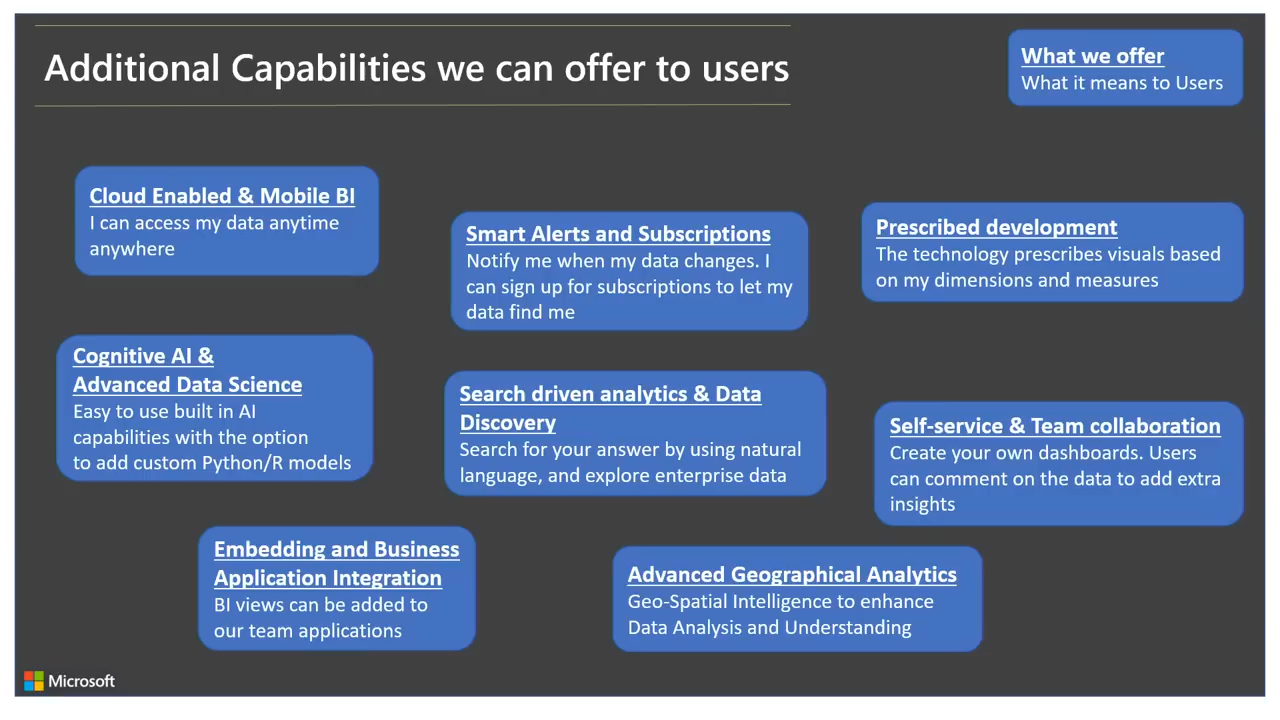 Additional Capabilities we can offer to users
What we offer
What it means to Users
Cloud Enabled & Mobile BI
I can access my data anytime
anywhere
Smart Alerts and Subscriptions
Notify me when my data changes. I
can sign up for subscriptions to let my
data find me
Prescribed development
The technology prescribes visuals based
on my dimensions and measures
Cognitive AI &
Advanced Data Science
Easy to use built in AI
capabilities with the option
to add custom Python/R models
Search driven analytics & Data
Discovery
Search for your answer by using natural
language, and explore enterprise data
Self-service & Team collaboration
Create your own dashboards. Users
can comment on the data to add extra
insights
Embedding and Business
Application Integration
BI views can be added to
our team applications
Advanced Geographical Analytics
Geo-Spatial Intelligence to enhance
Data Analysis and Understanding
Microsoft